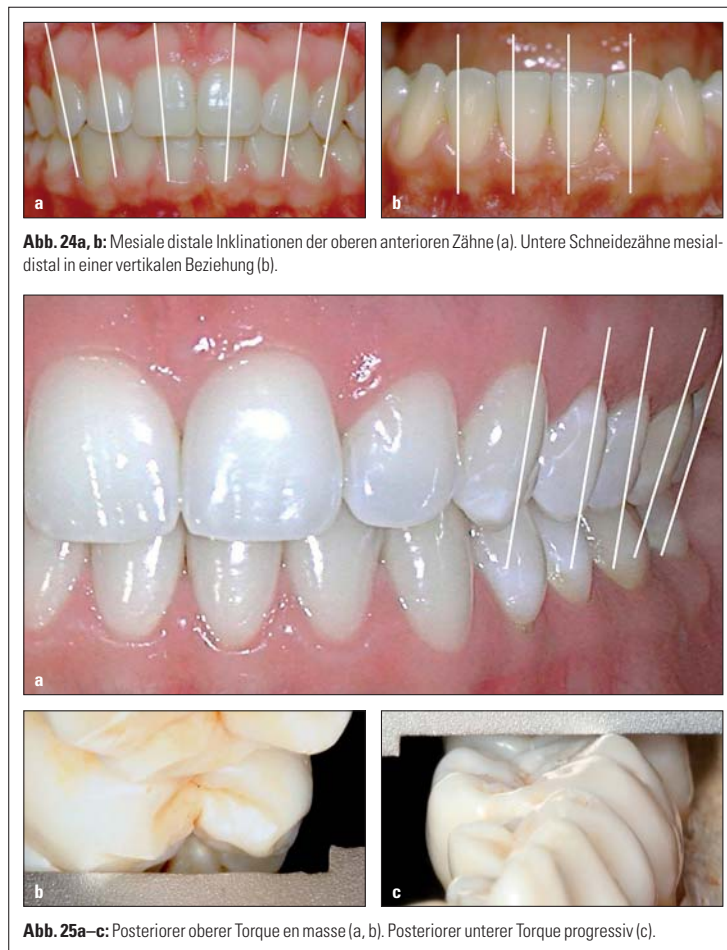 a
b
Abb. 24a, b: Mesiale distale Inklinationen der oberen anterioren Zähne (a). Untere Schneidezähne mesial-
distal in einer vertikalen Beziehung (b).
a
b
c
Abb. 25a–c: Posteriorer oberer Torque en masse (a, b). Posteriorer unterer Torque progressiv (c).